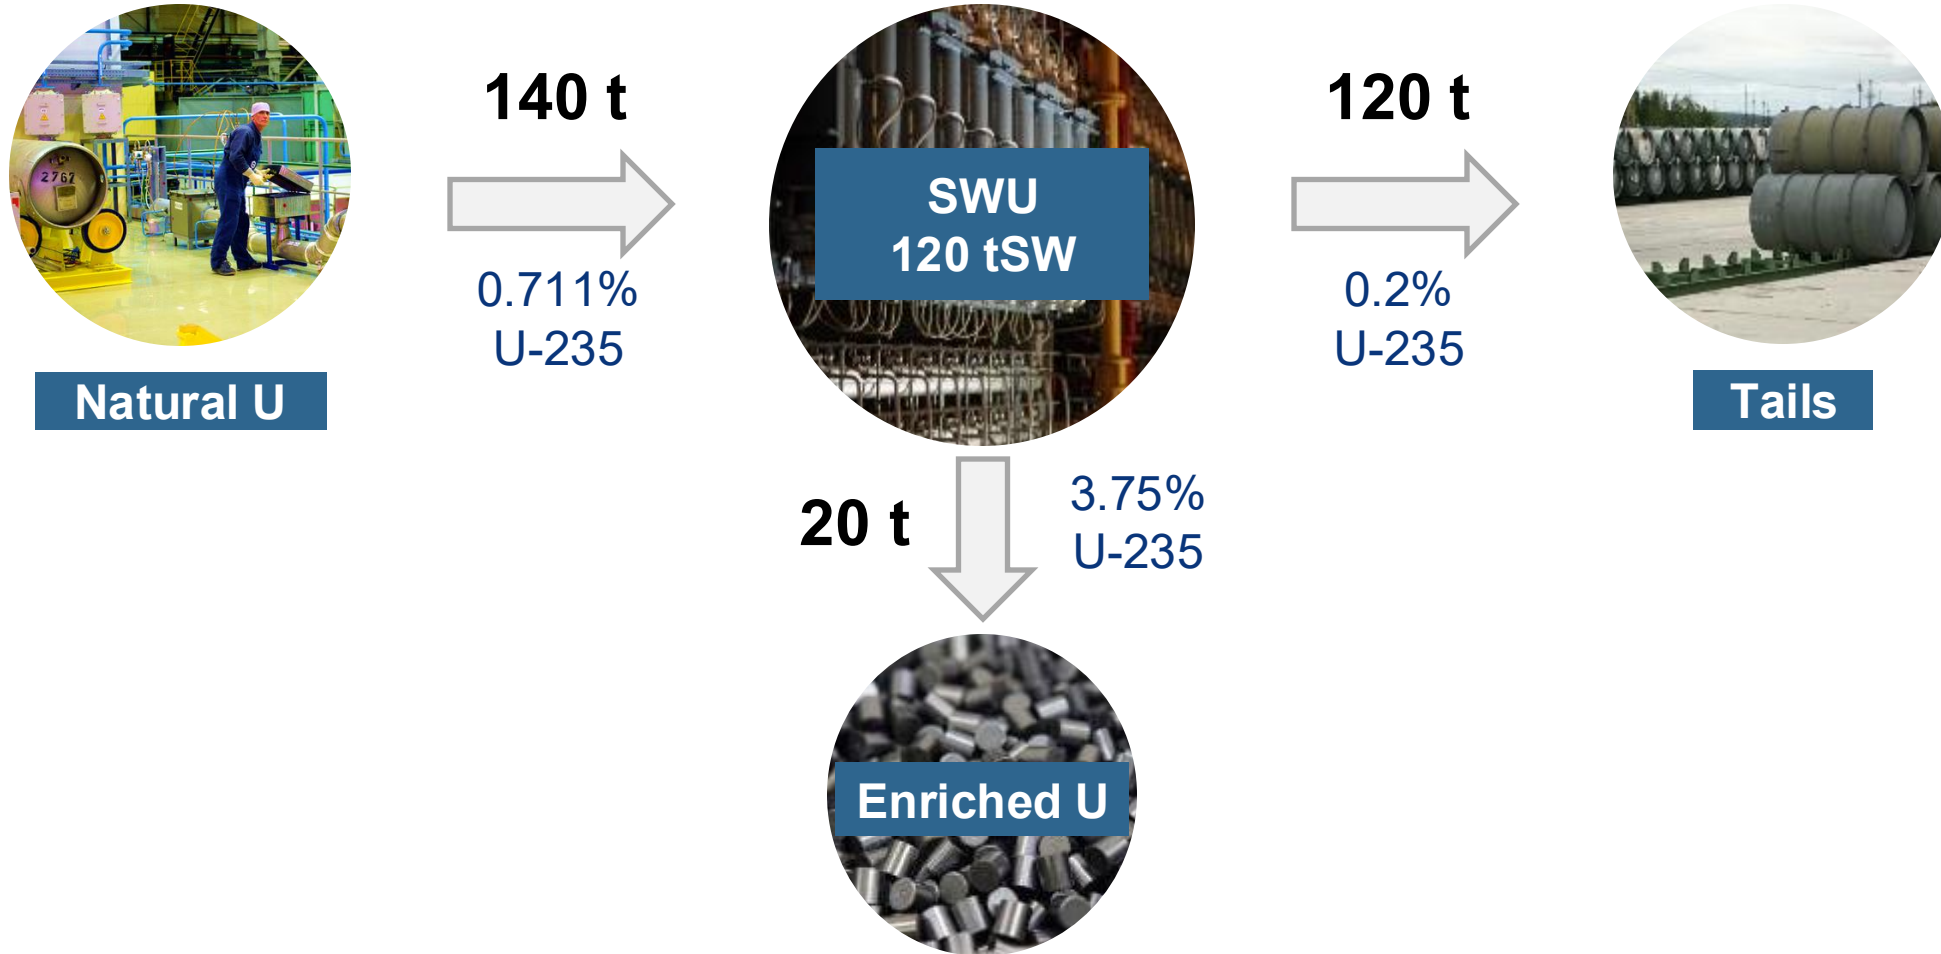 140 t
0.711%
U-235
Natural U
2767
SWU
120 tSW
120 t
0.2%
U-235
Tails
20 t
3.75%
U-235
Enriched U